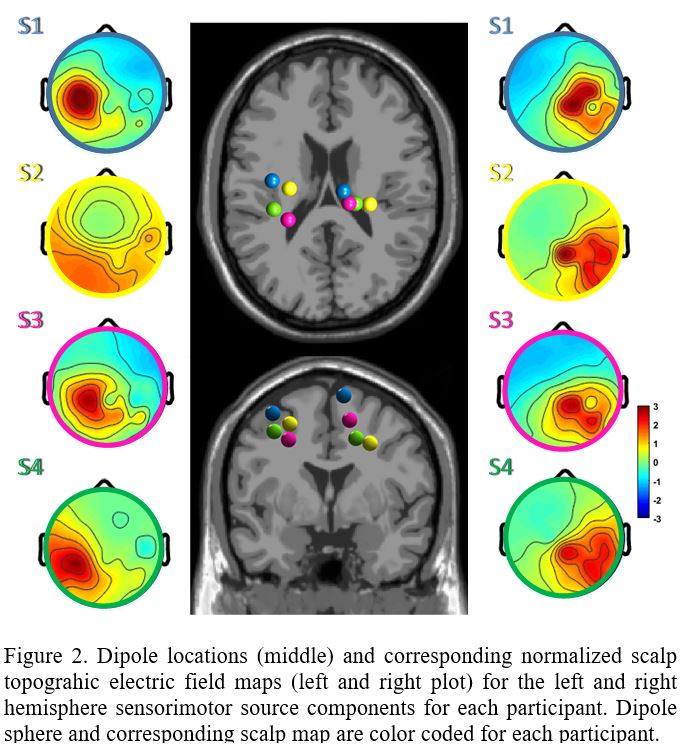 S1
S1
S2
S2
S3
S3
3
2
1
0
-1
-2
-3
S4
S4
Figure 2. Dipole locations (middle) and corresponding normalized scalp
topograhic electric field maps (left and right plot) for the left and right
hemisphere sensorimotor source components for each participant. Dipole
sphere and corresponding scalp map are color coded for each participant.